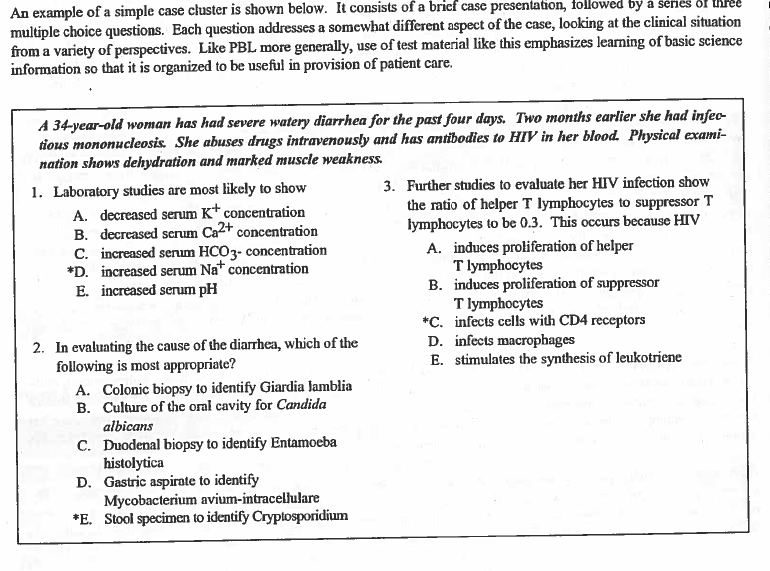 An example of a simple case cluster is shown below. It consists of a brief case presentation, followed by a series of three
multiple choice questions. Each question addresses a somewhat different aspect of the case, looking at the clinical situation
from a variety of perspectives. Like PBL more generally, use of test material like this emphasizes learning of basic science
information so that it is organized to be useful in provision of patient care.
A 34-year-old woman has had severe watery diarrhea for the past four days. Two months earlier she had infec-
tious mononucleosis. She abuses drugs intravenously and has antibodies to HIV in her blood. Physical exami-
nation shows dehydration and marked muscle weakness.
1. Laboratory studies are most likely to show
A. decreased serum K+ concentration
B. decreased serum Ca2+ concentration
C. increased serum HCO3- concentration
*D. increased serum Na+ concentration
E. increased serum pH
2. In evaluating the cause of the diarrhea, which of the
following is most appropriate?
A. Colonic biopsy to identify Giardia lamblia
B. Culture of the oral cavity for Candida
albicans
C. Duodenal biopsy to identify Entamoeba
histolytica
D. Gastric aspirate to identify
Mycobacterium avium-intracellulare
*E. Stool specimen to identify Cryptosporidium
3. Further studies to evaluate her HIV infection show
the ratio of helper T lymphocytes to suppressor T
lymphocytes to be 0.3. This occurs because HIV
A. induces proliferation of helper
T lymphocytes
B. induces proliferation of suppressor
T lymphocytes
*C. infects cells with CD4 receptors
D. infects macrophages
E. stimulates the synthesis of leukotriene